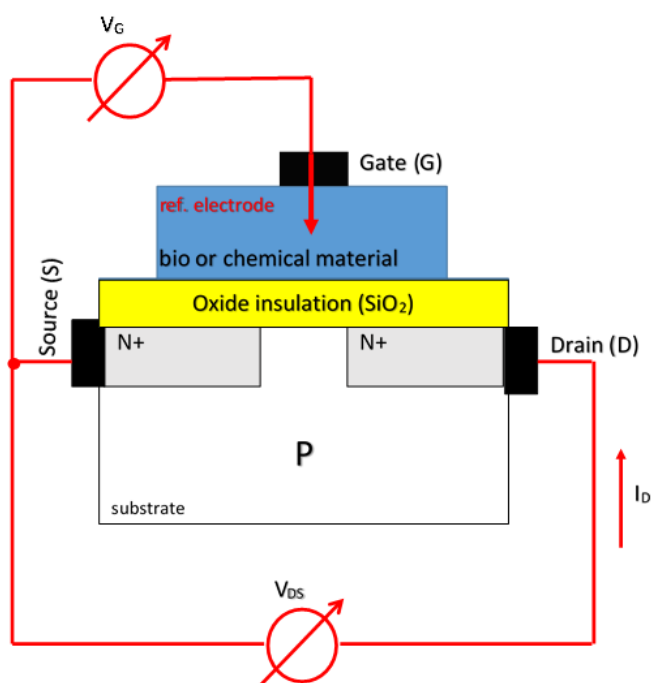 VG
Gate (G)
ref. electrode
bio or chemical material
Oxide insulation (SiO₂)
Source (S)
N+
N+
Drain (D)
P
ID
substrate
VDS